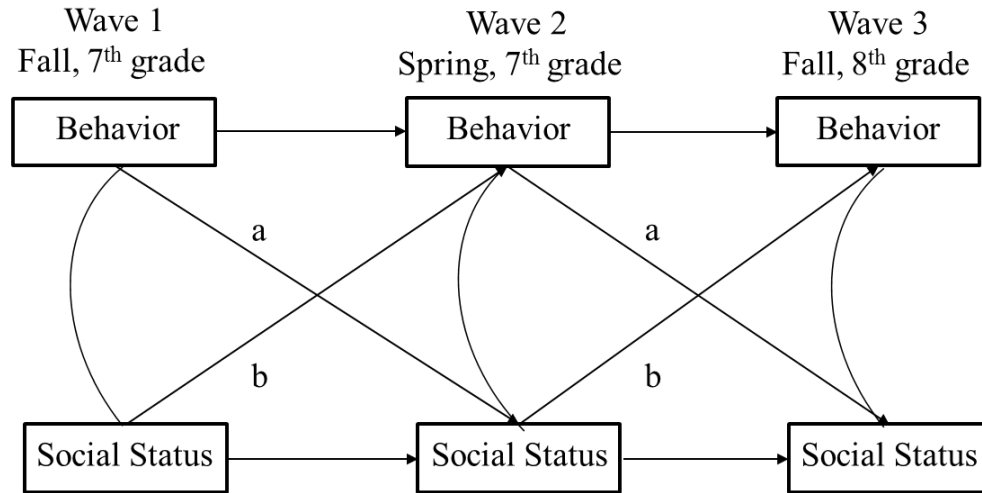 Wave 1
Fall, 7th grade
Wave 2
Spring, 7th grade
Wave 3
Fall, 8th grade
Behavior
Behavior
Behavior
a
a
b
b
Social Status
Social Status
Social Status